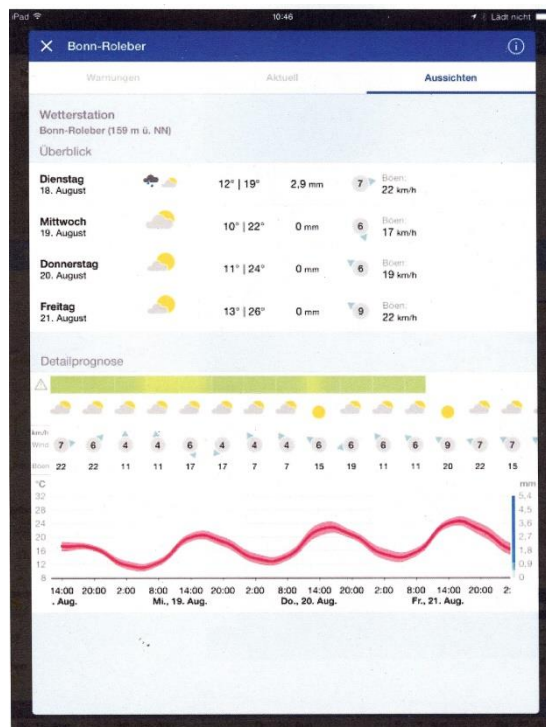 iPad 10:46 Lädt nicht
Bonn-Roleber
Warnungen Aktuell Aussichten
Wetterstation
Bonn-Roleber (159 m ü. NN)
Überblick
Dienstag
18. August
12° | 19° 2,9 mm 7 Böen:
22 km/h
Mittwoch
19. August
10° | 22° 0 mm 6 Böen:
17 km/h
Donnerstag
20. August
11° | 24° 0 mm 6 Böen:
19 km/h
Freitag
21. August
13° | 26° 0 mm 9 Böen:
22 km/h
Detailprognose
km/h
Wind 7 6 4 4 6 4 4 4 6 6 6 6 9 7 7
Böen 22 22 11 11 17 17 7 7 15 19 11 11 20 22 15
°C mm
32 5,4
28 4,5
24 3,6
20 2,7
16 1,8
12 0,9
8 0
14:00 20:00 2:00 8:00 14:00 20:00 2:00 8:00 14:00 20:00 2:00 8:00 14:00 20:00 2:
. Aug. Mi., 19. Aug. Do., 20. Aug. Fr., 21. Aug.